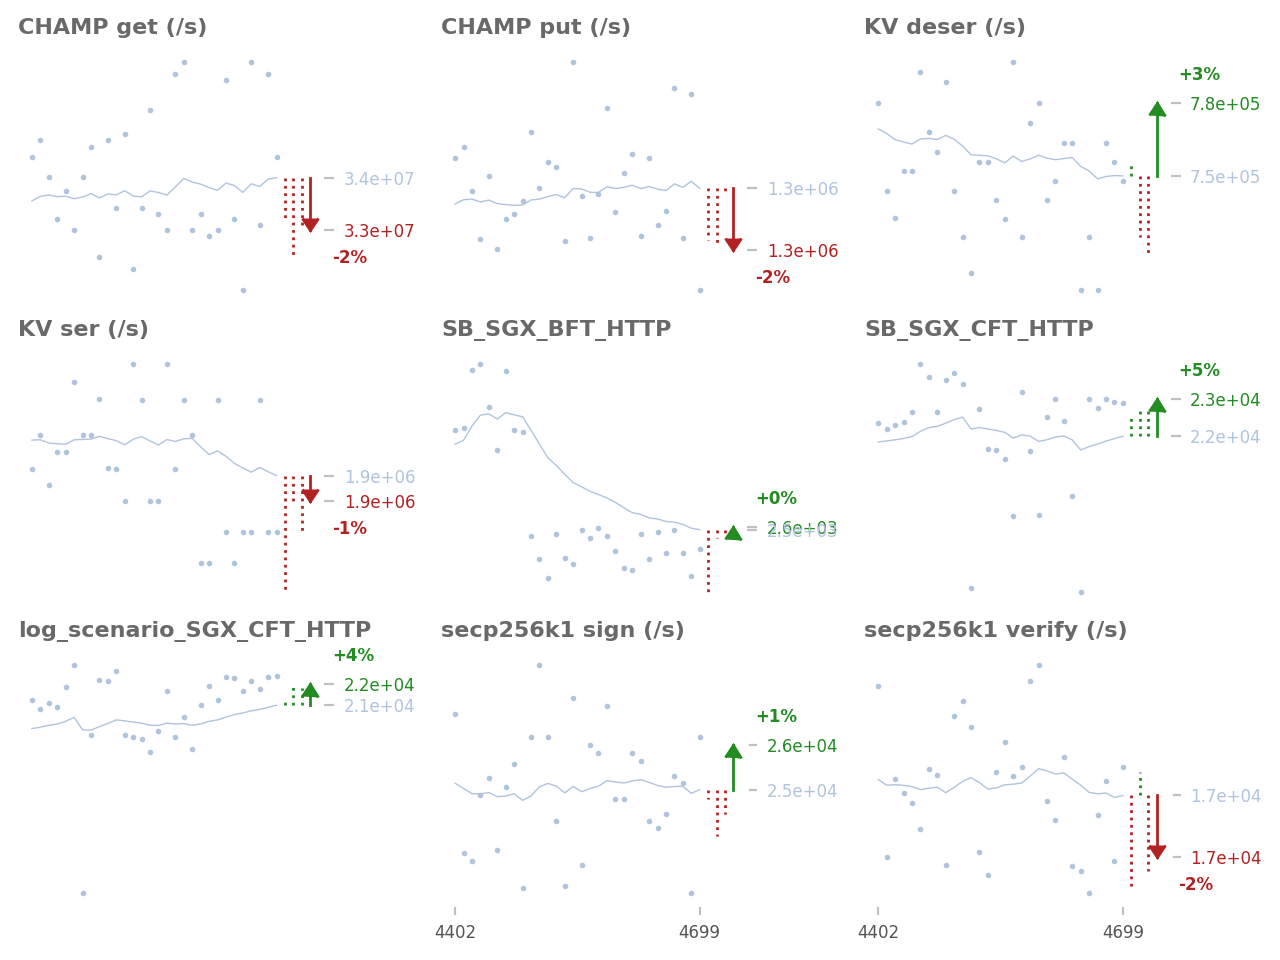 CHAMP get (/s)
3.4e+07
3.3e+07
-2%
CHAMP put (/s)
1.3e+06
1.3e+06
-2%
KV deser (/s)
+3%
7.8e+05
7.5e+05
KV ser (/s)
1.9e+06
1.9e+06
-1%
SB_SGX_BFT_HTTP
+0%
2.6e+03
SB_SGX_CFT_HTTP
+5%
2.3e+04
2.2e+04
log_scenario_SGX_CFT_HTTP
+4%
2.2e+04
2.1e+04
secp256k1 sign (/s)
+1%
2.6e+04
2.5e+04
4402
4699
secp256k1 verify (/s)
1.7e+04
1.7e+04
-2%
4402
4699